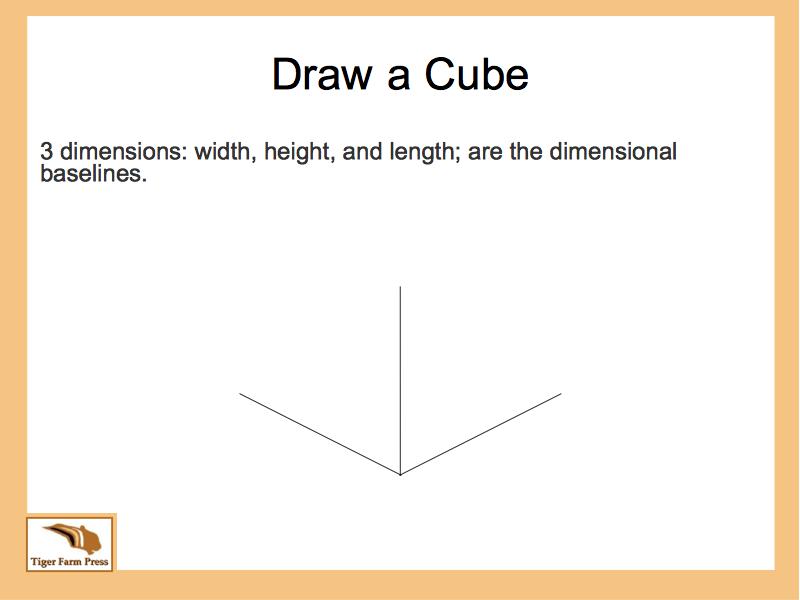 Draw a Cube
3 dimensions: width, height, and length; are the dimensional
baselines.
Tiger Farm Press